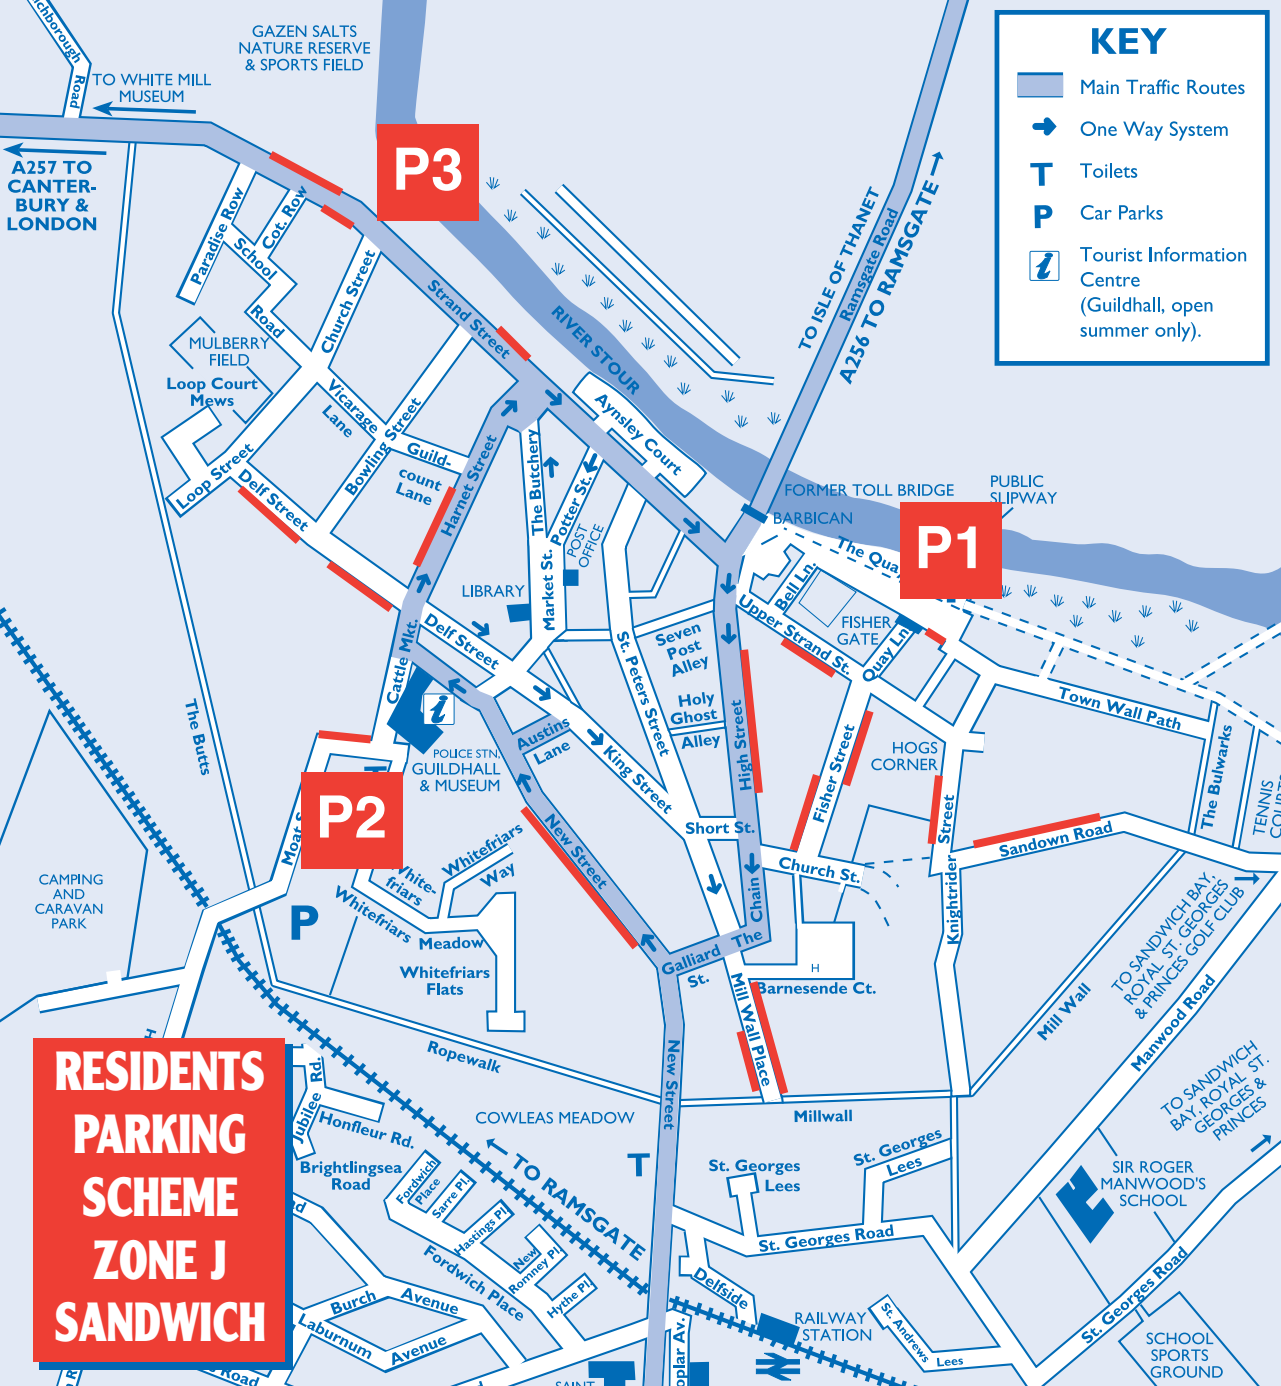 GAZEN SALTS
NATURE RESERVE
& SPORTS FIELD
Road
TO WHITE MILL
MUSEUM
A257 TO
CANTER-
BURY &
LONDON
P3
KEY
Main Traffic Routes
One Way System
T Toilets
P Car Parks
i Tourist Information
Centre
(Guildhall, open
summer only).
TO ISLE OF THANET
Ramsgate Road
A256 TO RAMSGATE
Paradise Row
Cot. Row
School
Road
Church Street
Strand Street
RIVER STOUR
MULBERRY
FIELD
Loop Court
Mews
Vicarage
Lane
Bowling Street
Guild-
count
Lane
Harnet Street
Aynsley Court
Loop Street
Delf Street
The Butchery
Potter St.
POST
OFFICE
Market St.
LIBRARY
FORMER TOLL BRIDGE
BARBICAN
PUBLIC
SLIPWAY
P1
Bell Ln.
Upper Strand St.
FISHER
GATE
Quay Ln.
Delf Street
Cattle Mkt.
St. Peters Street
Seven
Post
Alley
Holy
Ghost
Alley
High Street
Town Wall Path
The Butts
i
POLICE STN.
GUILDHALL
& MUSEUM
Austins
Lane
King Street
Fisher Street
HOGS
CORNER
The Bulwarks
TENNIS
P2
New Street
Short St.
Church St.
Knightrider
Street
Sandown Road
Whitefriars
Way
White-
friars
Whitefriars
Meadow
Whitefriars
Flats
CAMPING
AND
CARAVAN
PARK
P
The
Chain
Galliard
St.
H
Barnesende Ct.
Mill Wall Place
TO SANDWICH BAY,
ROYAL ST. GEORGES
& PRINCES GOLF CLUB
Mill Wall
Manwood Road
TO SANDWICH
BAY, ROYAL ST.
GEORGES &
PRINCES
Ropewalk
New Street
Millwall
COWLEAS MEADOW
TO RAMSGATE
T
RESIDENTS
PARKING
SCHEME
ZONE J
SANDWICH
Jubilee Rd.
Honfleur Rd.
Brightlingsea
Road
Fordwich
Place
Sarre Pl.
Hastings Pl.
New
Romney Pl.
Hythe Pl.
Fordwich Place
St. Georges
Lees
St. Georges
Lees
St. Georges Road
SIR ROGER
MANWOOD'S
SCHOOL
St. Georges Road
Delfside
RAILWAY
STATION
St. Andrews
Lees
SCHOOL
SPORTS
GROUND
Burch
Avenue
Laburnum
Avenue
Road